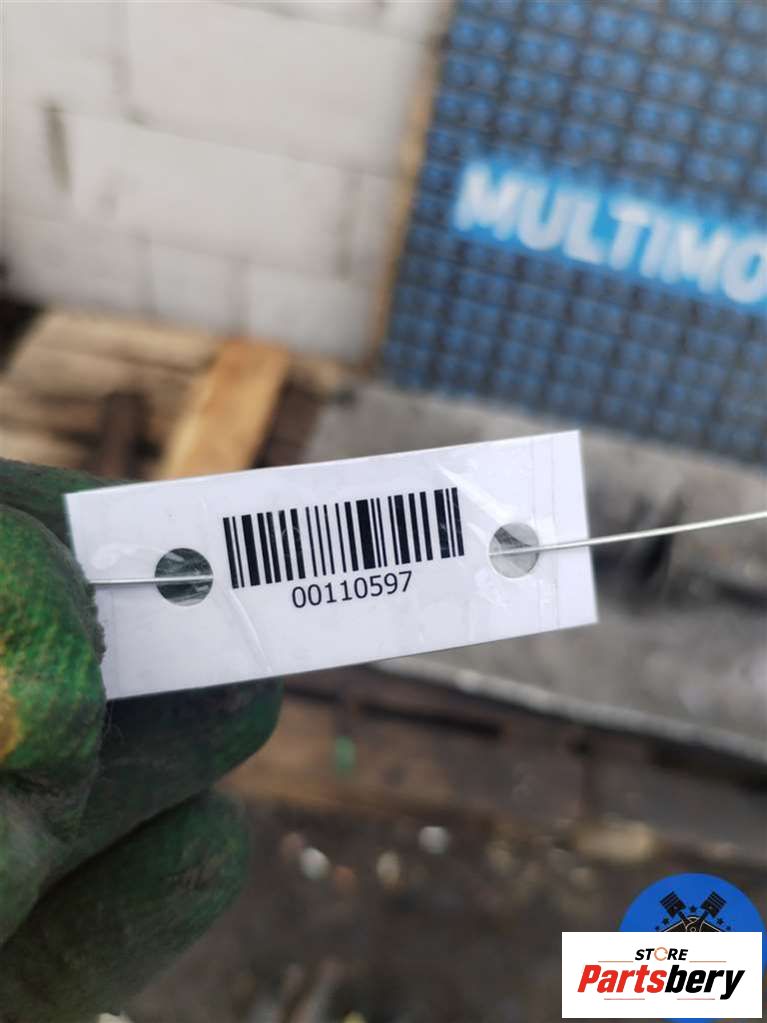 MULTIMO
00110597
STORE
Partsbery